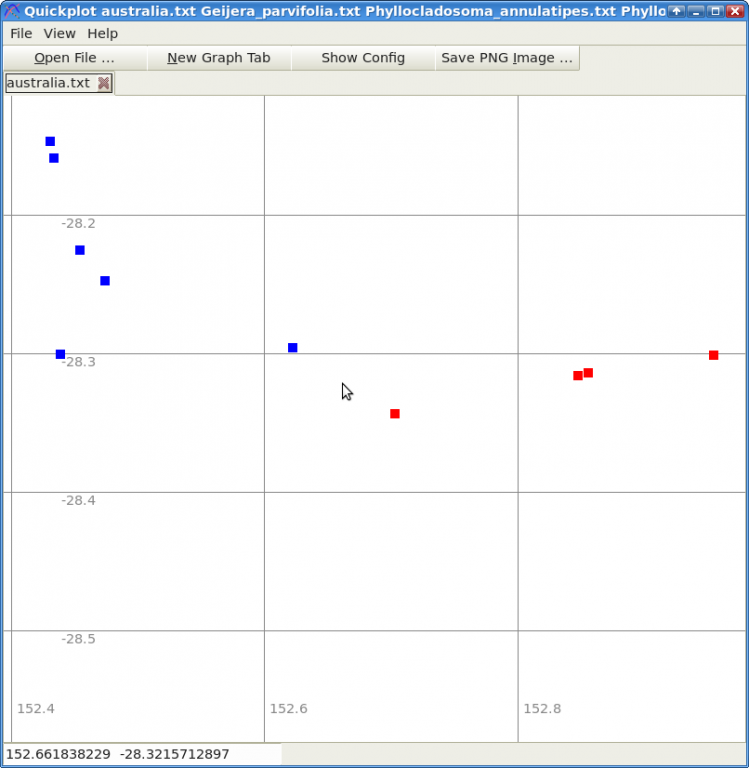 Quickplot australia.txt Geijera_parvifolia.txt Phyllocladosoma_annulatipes.txt Phyllo
File View Help
Open File ... New Graph Tab Show Config Save PNG Image ...
australia.txt
-28.2
-28.3
-28.4
-28.5
152.4 152.6 152.8
152.661838229 -28.3215712897